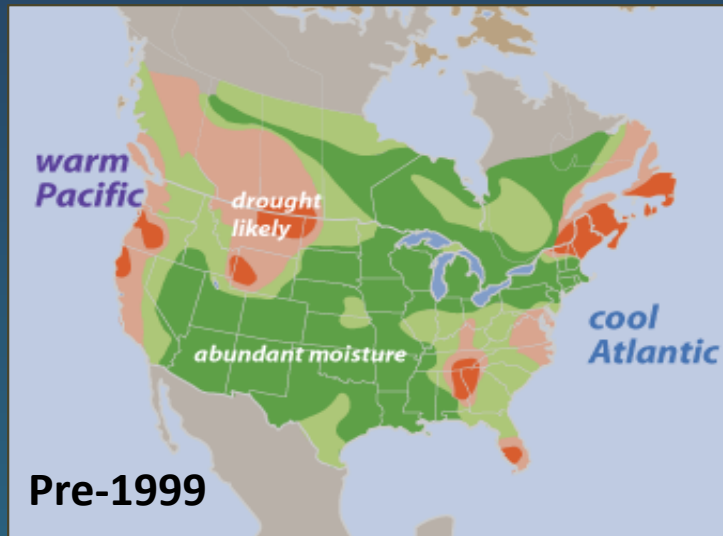 warm
Pacific
drought
likely
abundant moisture
cool
Atlantic
Pre-1999